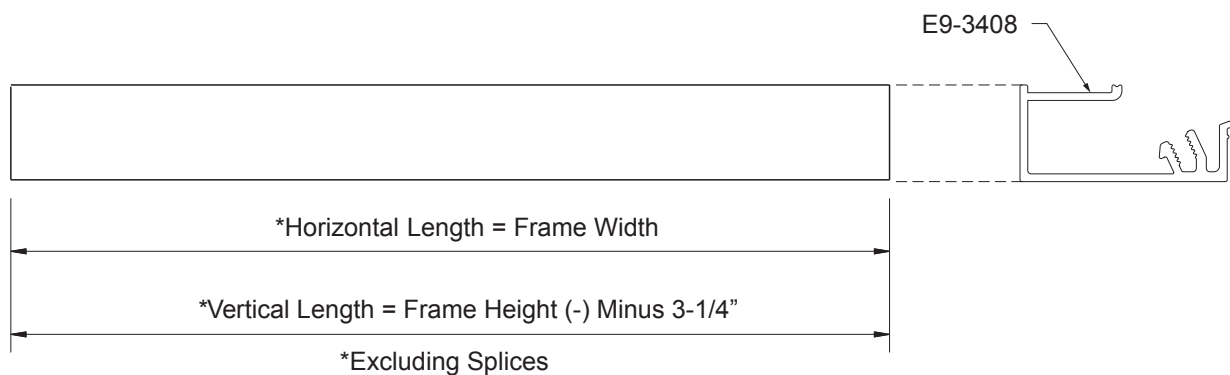 E9-3408
*Horizontal Length = Frame Width
*Vertical Length = Frame Height (-) Minus 3-1/4”
*Excluding Splices